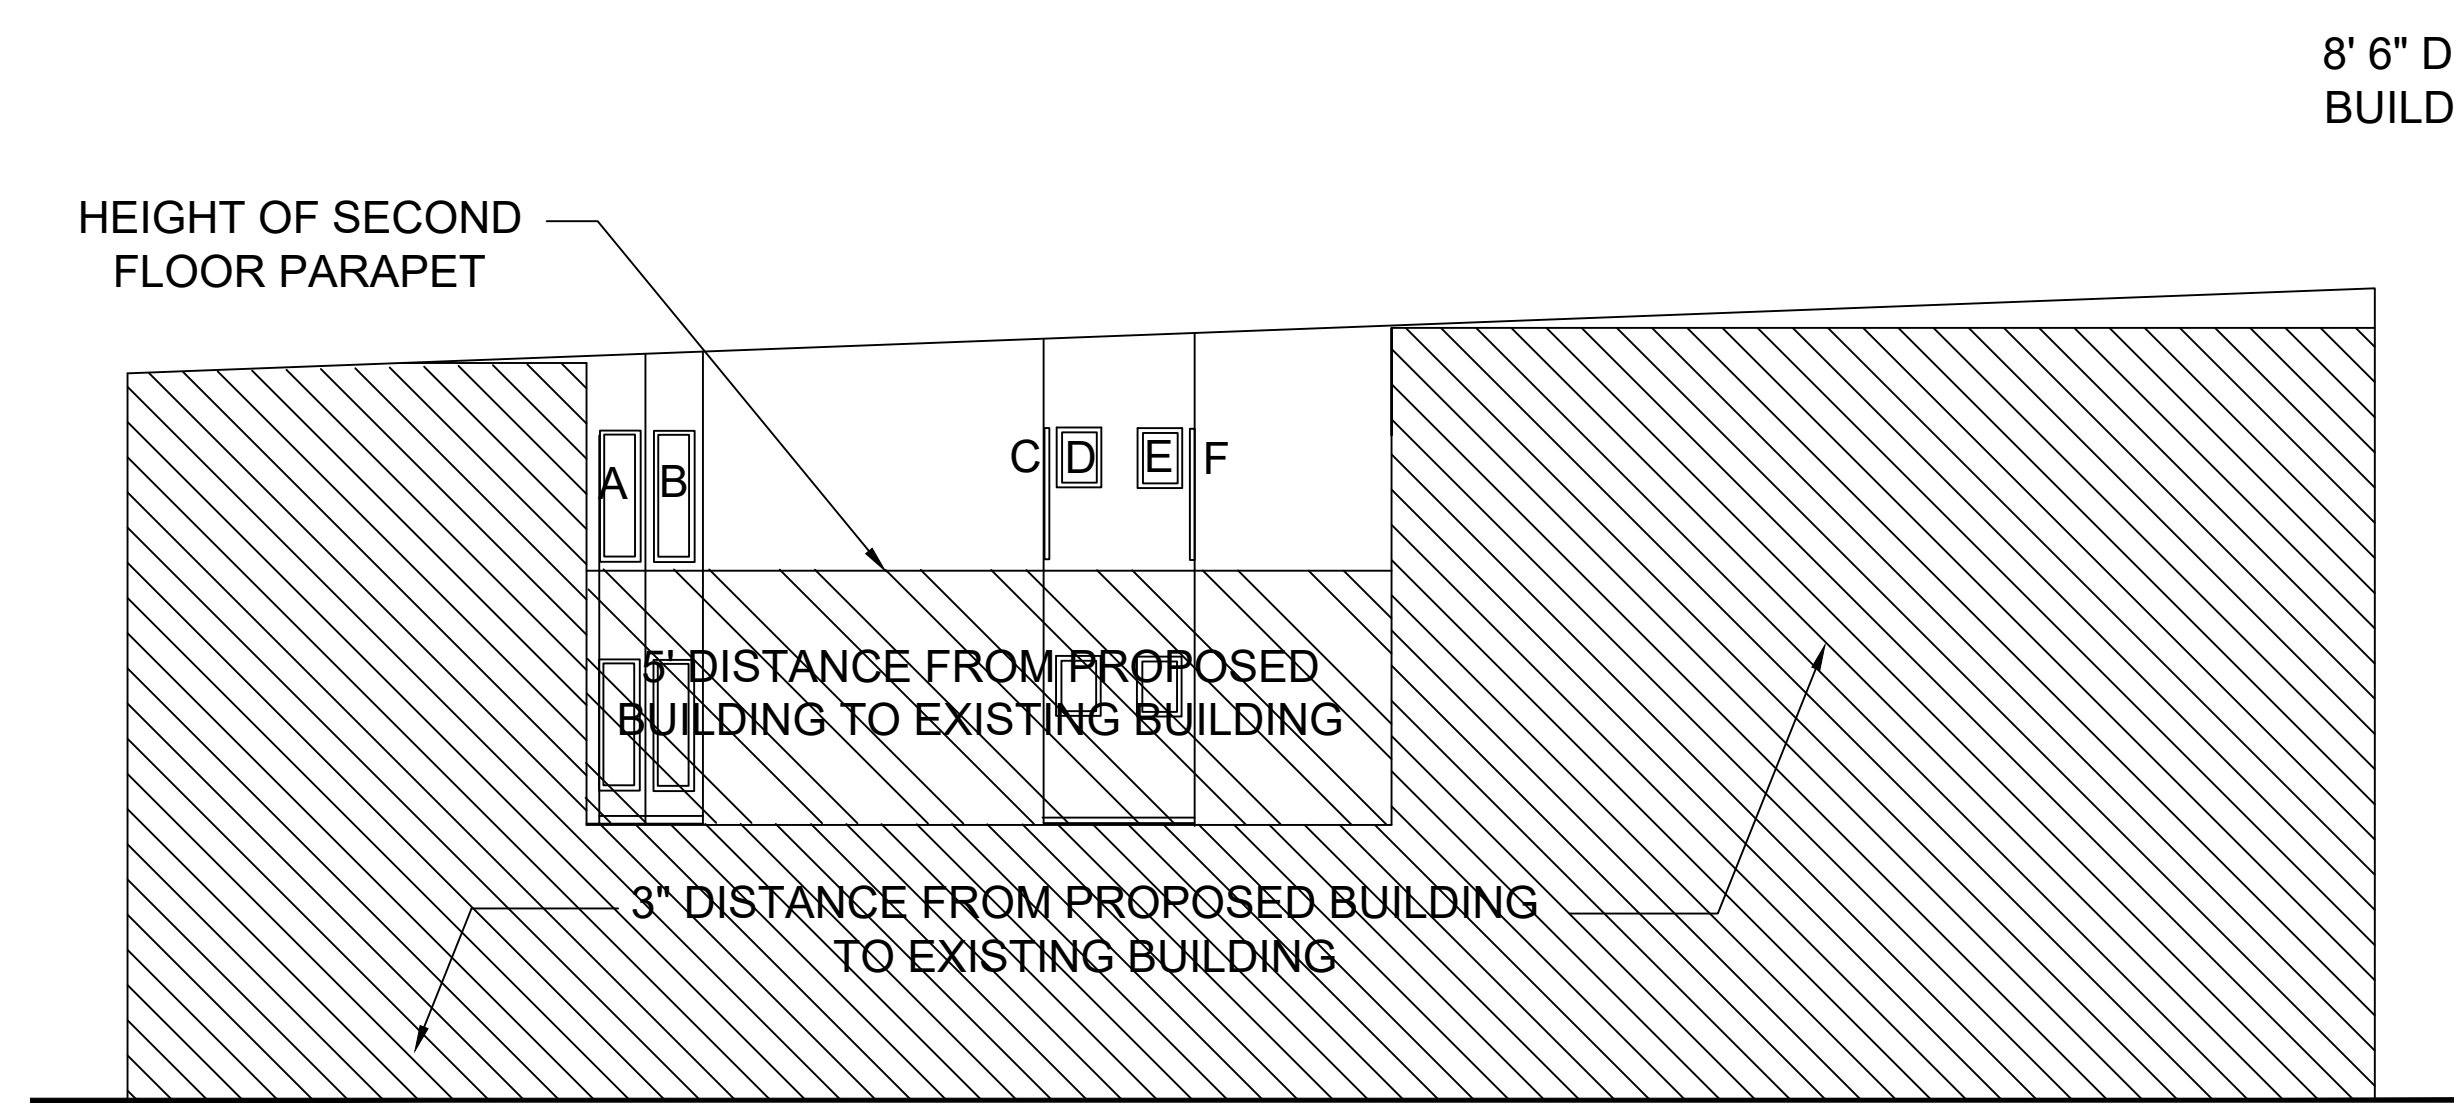 8' 6" D
BUILD
HEIGHT OF SECOND
FLOOR PARAPET
A B C D E F
5' DISTANCE FROM PROPOSED
BUILDING TO EXISTING BUILDING
3" DISTANCE FROM PROPOSED BUILDING
TO EXISTING BUILDING